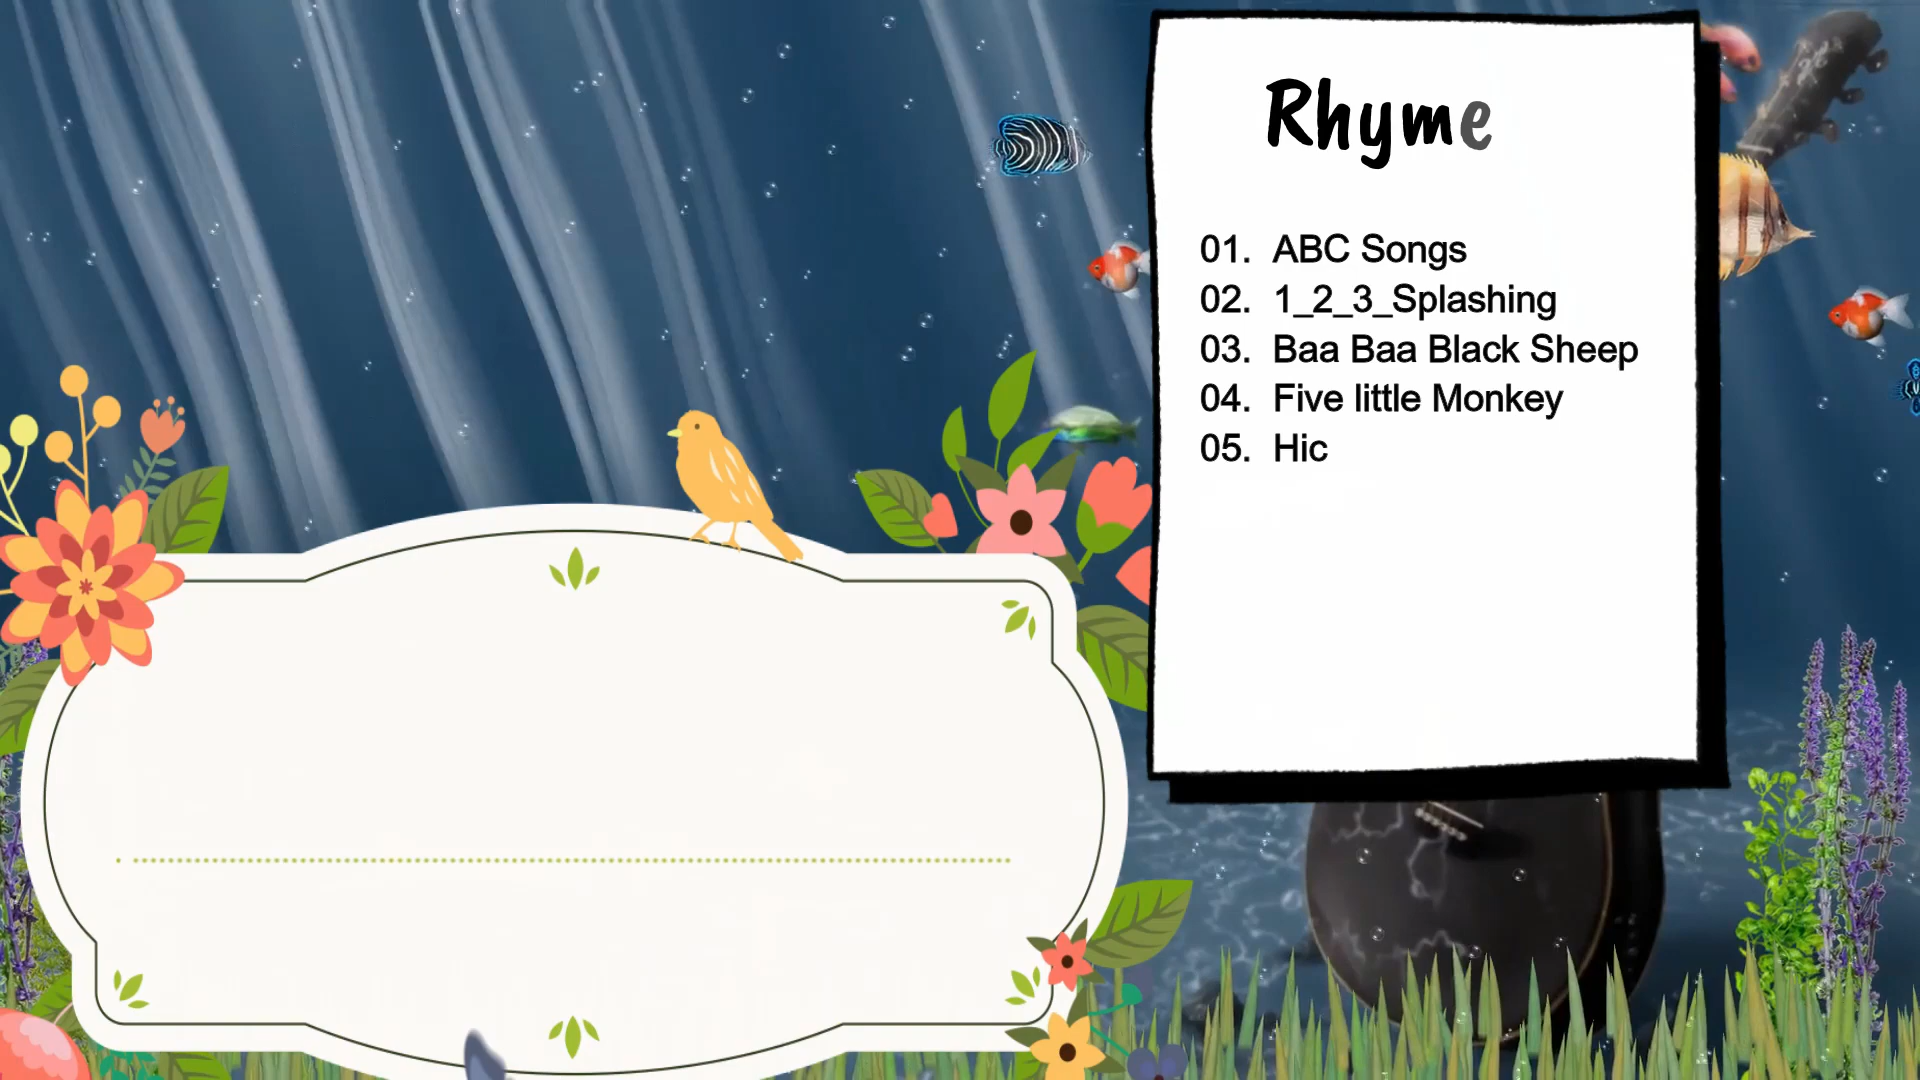 Rhyme
01. ABC Songs
02. 1_2_3_Splashing
03. Baa Baa Black Sheep
04. Five little Monkey
05. Hic